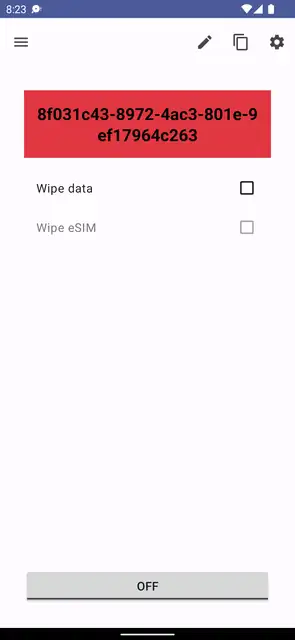 8:23
8f031c43-8972-4ac3-801e-9
ef17964c263
Wipe data
Wipe eSIM
OFF